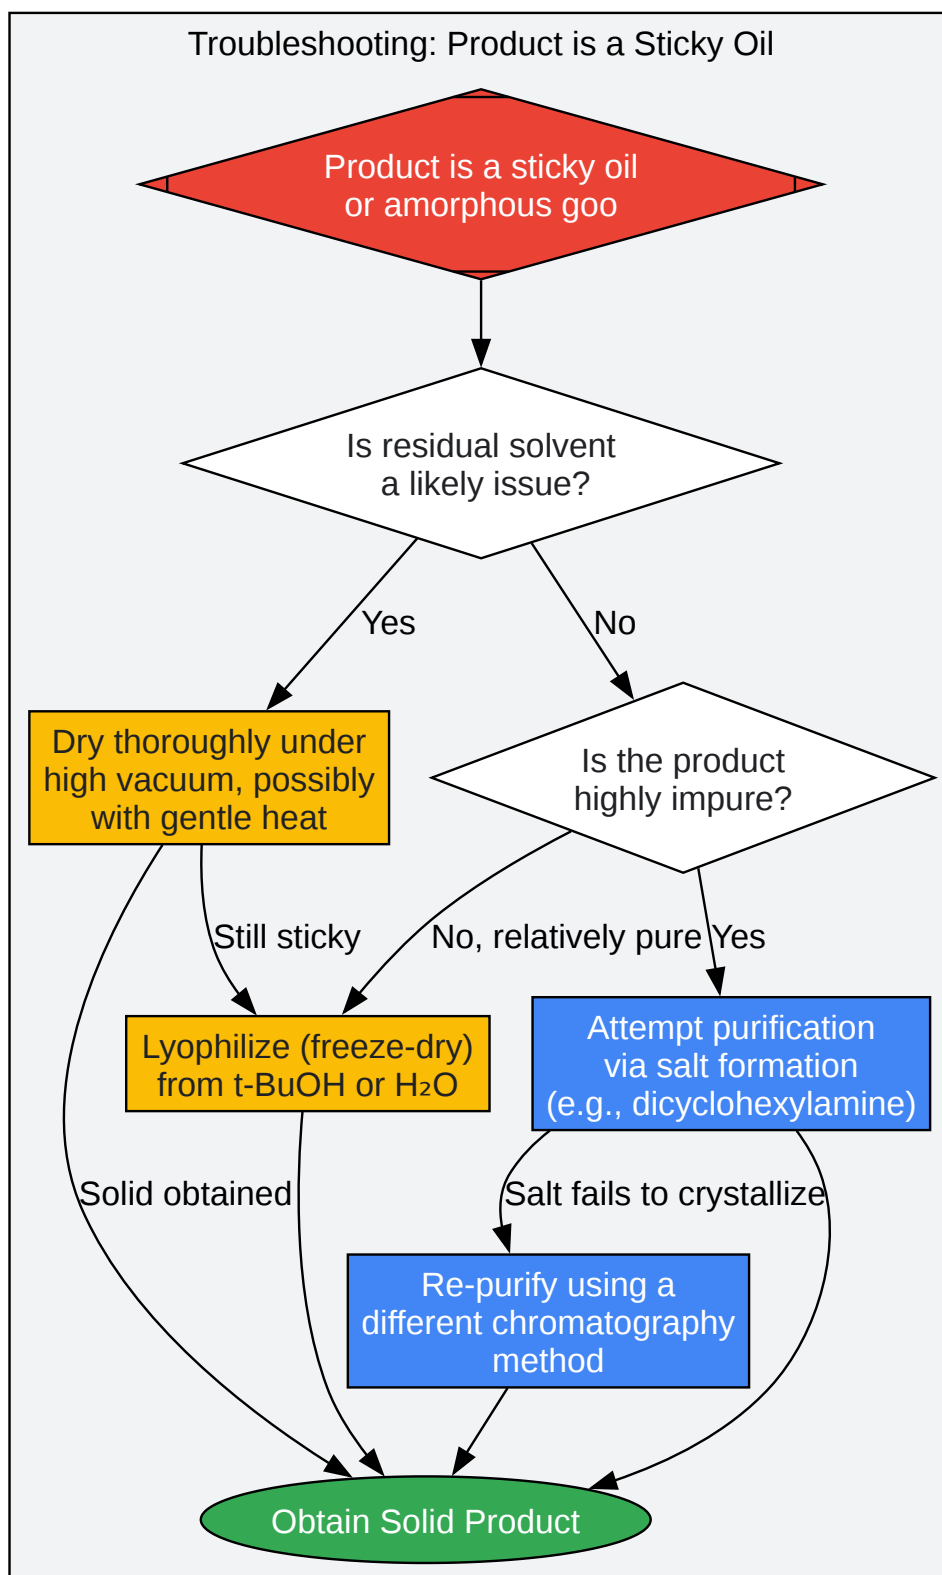 Troubleshooting: Product is a Sticky Oil
Product is a sticky oil
or amorphous goo
Is residual solvent
a likely issue?
Yes
No
Dry thoroughly under
high vacuum, possibly
with gentle heat
Is the product
highly impure?
Still sticky
No, relatively pure
Yes
Lyophilize (freeze-dry)
from t-BuOH or H₂O
Attempt purification
via salt formation
(e.g., dicyclohexylamine)
Solid obtained
Salt fails to crystallize
Re-purify using a
different chromatography
method
Obtain Solid Product